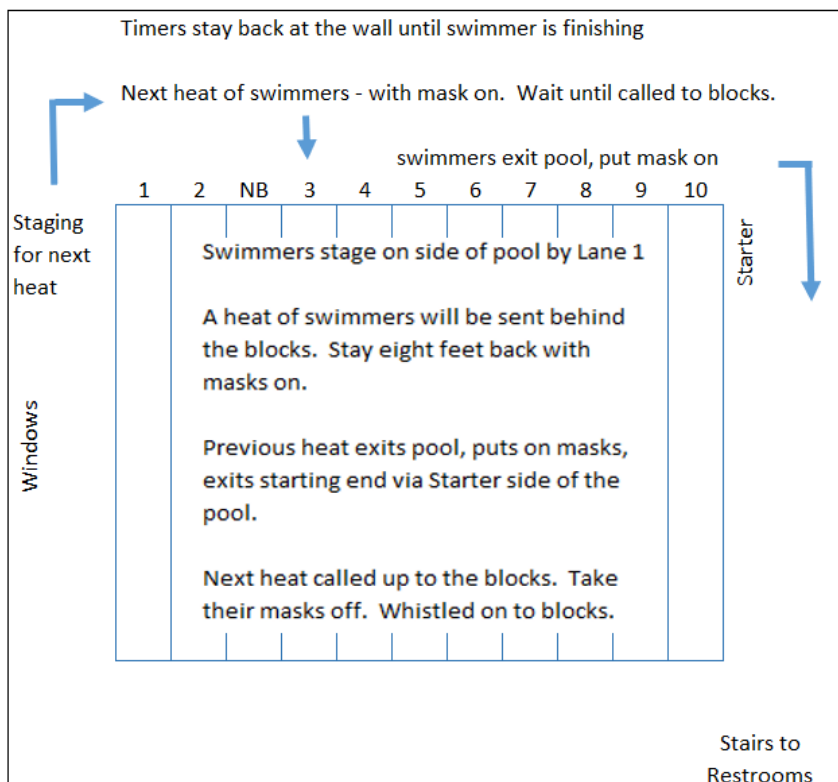 Timers stay back at the wall until swimmer is finishing
Next heat of swimmers - with mask on.  Wait until called to blocks.
swimmers exit pool, put mask on
1 2 NB 3 4 5 6 7 8 9 10
Staging
for next
heat
Starter
Swimmers stage on side of pool by Lane 1
A heat of swimmers will be sent behind
the blocks.  Stay eight feet back with
masks on.
Windows
Previous heat exits pool, puts on masks,
exits starting end via Starter side of the
pool.
Next heat called up to the blocks.  Take
their masks off.  Whistled on to blocks.
Stairs to
Restrooms